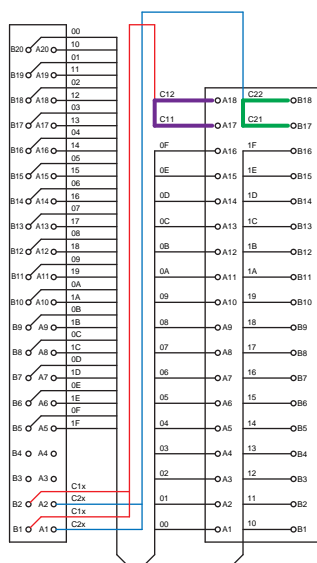 00
B20 A20 10
01
B19 A19 11
02
B18 A18 12
03
B17 A17 13
04
B16 A16 14
05
B15 A15 15
06
B14 A14 16
07
B13 A13 17
08
B12 A12 18
09
B11 A11 19
0A
B10 A10 1A
0B
B9 A9 1B
0C
B8 A8 1C
0D
B7 A7 1D
0E
B6 A6 1E
0F
B5 A5 1F
B4 A4
B3 A3
C1x
B2 A2 C2x
C1x
B1 A1 C2x
C12 A18 C22 B18
C11 A17 C21 B17
0F A16 1F B16
0E A15 1E B15
0D A14 1D B14
0C A13 1C B13
0B A12 1B B12
0A A11 1A B11
09 A10 19 B10
08 A9 18 B9
07 A8 17 B8
06 A7 16 B7
05 A6 15 B6
04 A5 14 B5
03 A4 13 B4
02 A3 12 B3
01 A2 11 B2
00 A1 10 B1